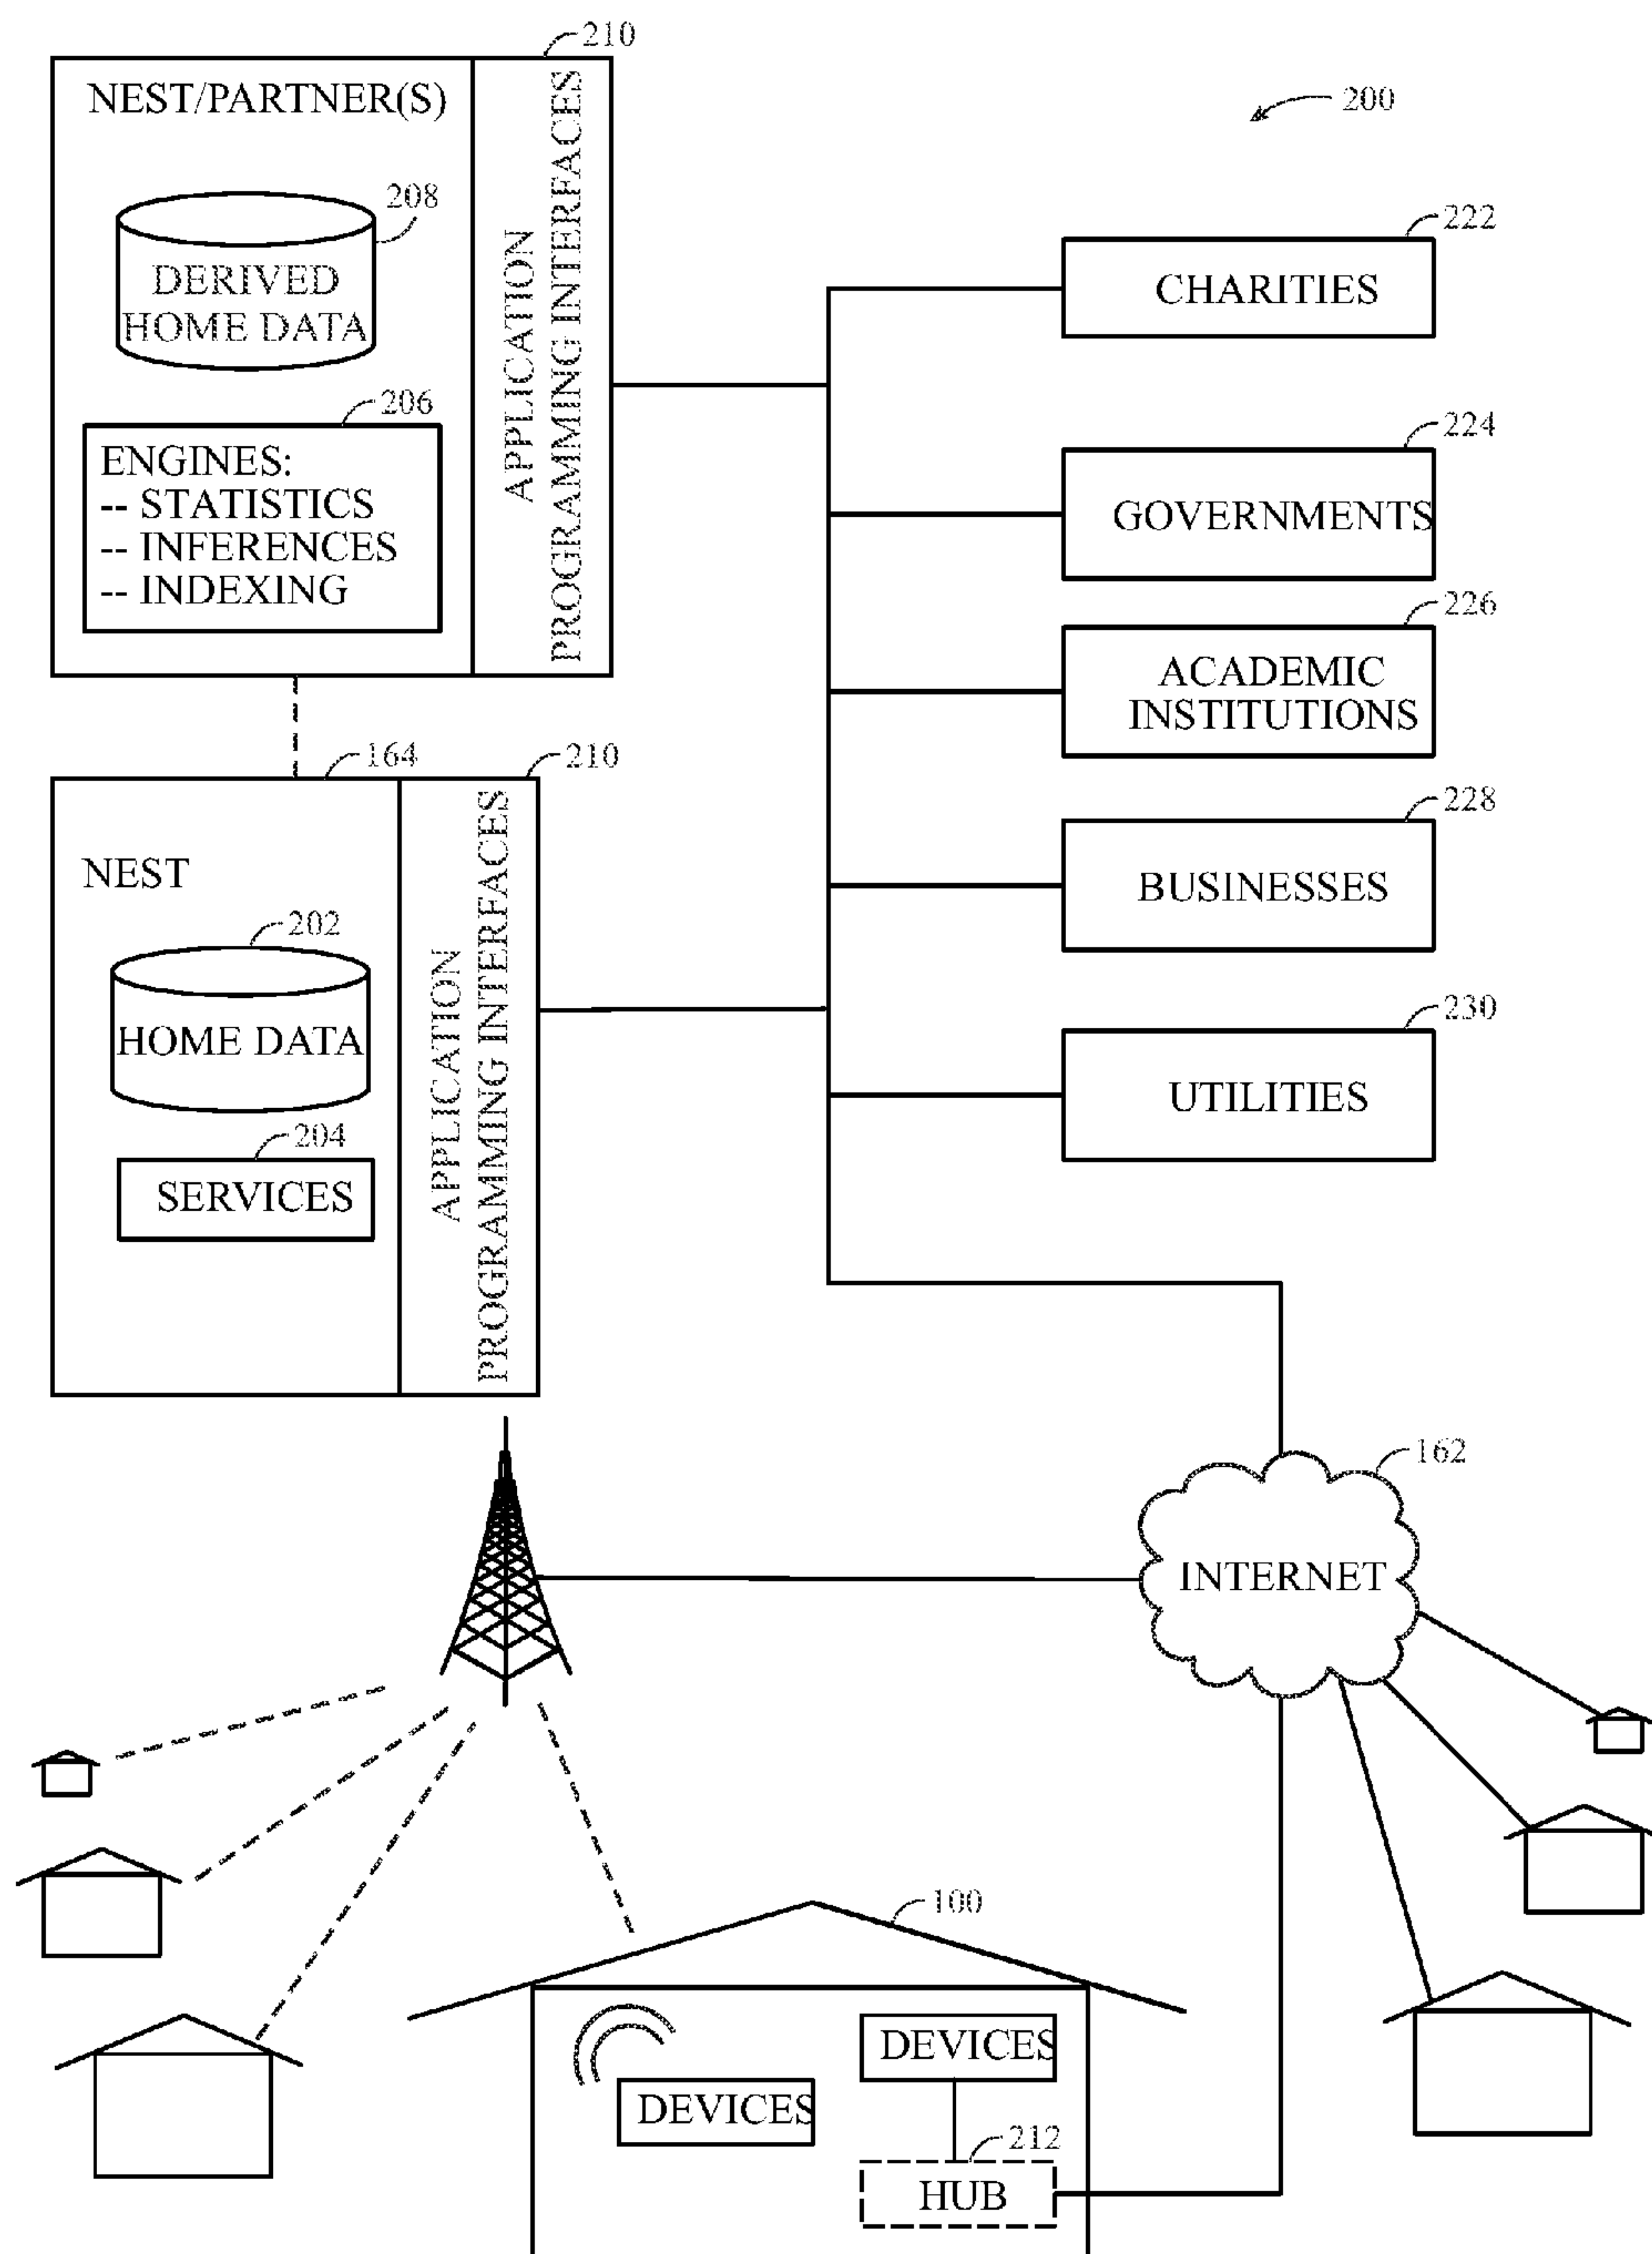 210
NEST/PARTNER(S)
200
208
DERIVED
HOME DATA
APPLICATION
PROGRAMMING INTERFACES
222
CHARITIES
206
ENGINES:
-- STATISTICS
-- INFERENCES
-- INDEXING
224
GOVERNMENTS
226
ACADEMIC
INSTITUTIONS
164
210
NEST
202
HOME DATA
204
SERVICES
APPLICATION
PROGRAMMING INTERFACES
228
BUSINESSES
230
UTILITIES
162
INTERNET
100
DEVICES
DEVICES
212
HUB